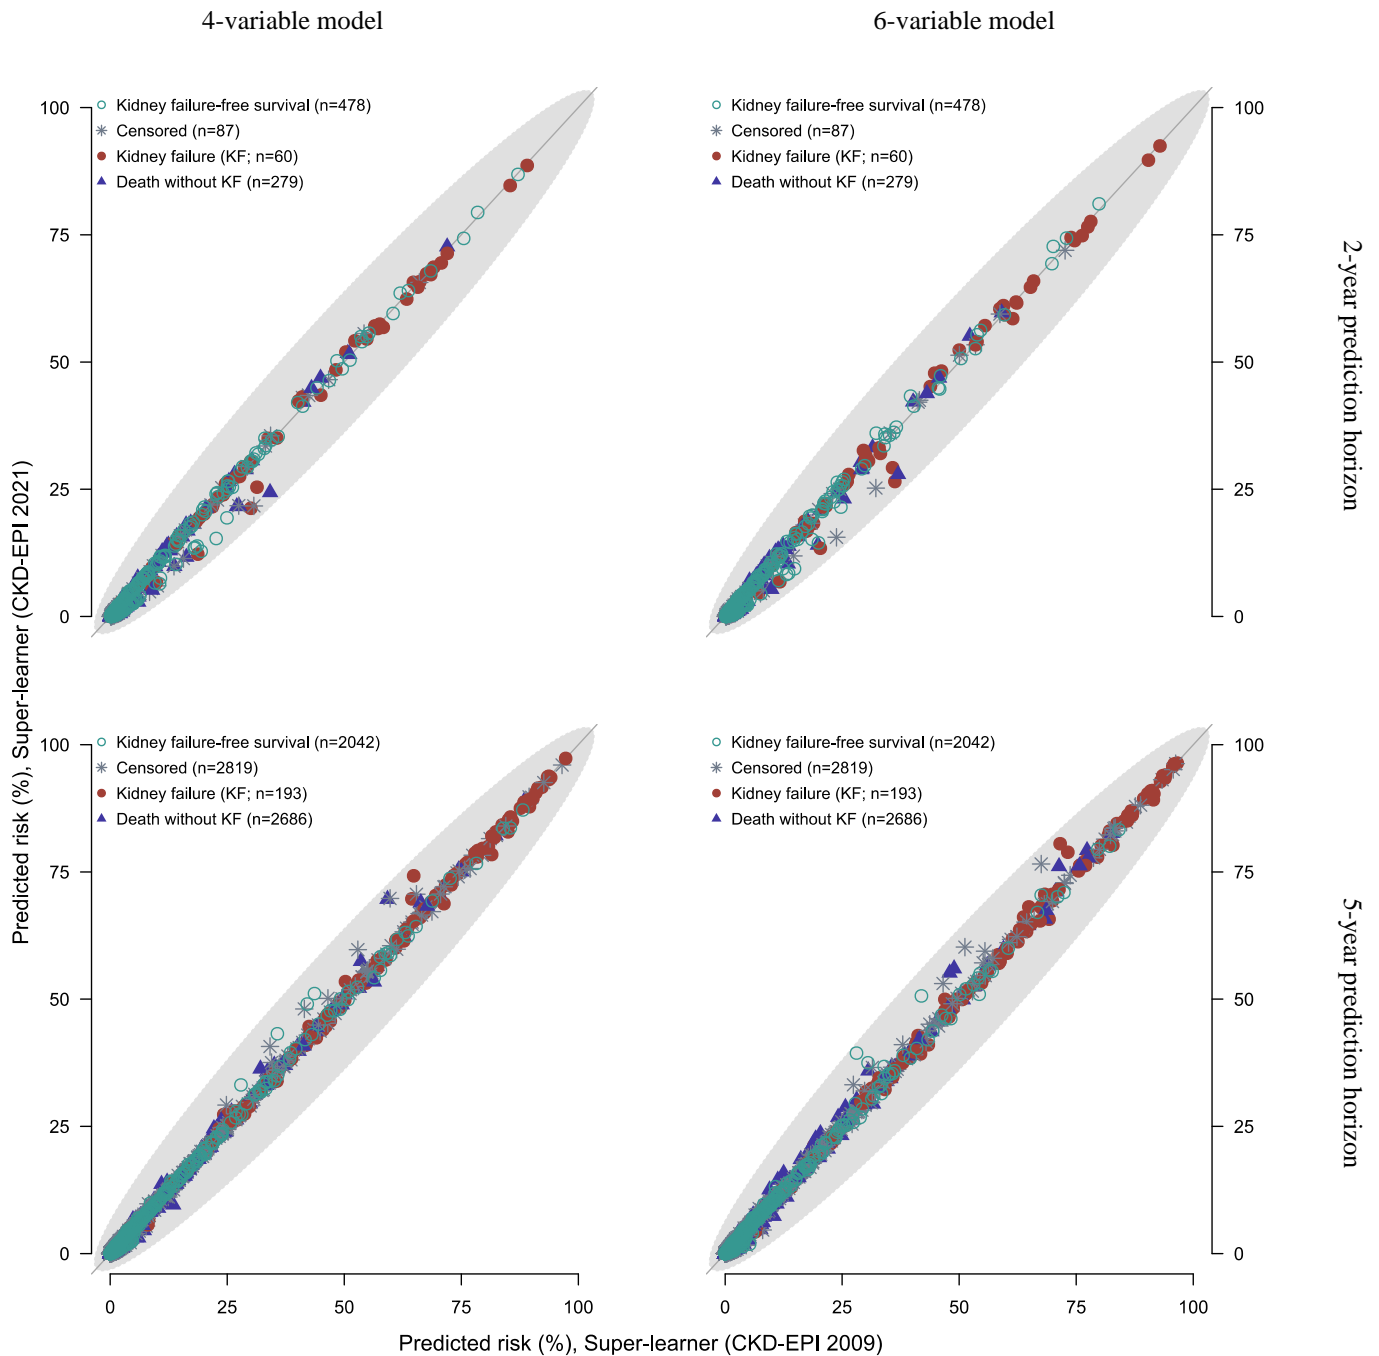 4-variable model
6-variable model
Kidney failure-free survival (n=478)
Censored (n=87)
Kidney failure (KF; n=60)
Death without KF (n=279)
100
75
50
25
0
Kidney failure-free survival (n=478)
Censored (n=87)
Kidney failure (KF; n=60)
Death without KF (n=279)
100
75
50
25
0
2-year prediction horizon
Predicted risk (%), Super-learner (CKD-EPI 2021)
Kidney failure-free survival (n=2042)
Censored (n=2819)
Kidney failure (KF; n=193)
Death without KF (n=2686)
100
75
50
25
0
0 25 50 75 100
Kidney failure-free survival (n=2042)
Censored (n=2819)
Kidney failure (KF; n=193)
Death without KF (n=2686)
100
75
50
25
0
0 25 50 75 100
5-year prediction horizon
Predicted risk (%), Super-learner (CKD-EPI 2009)